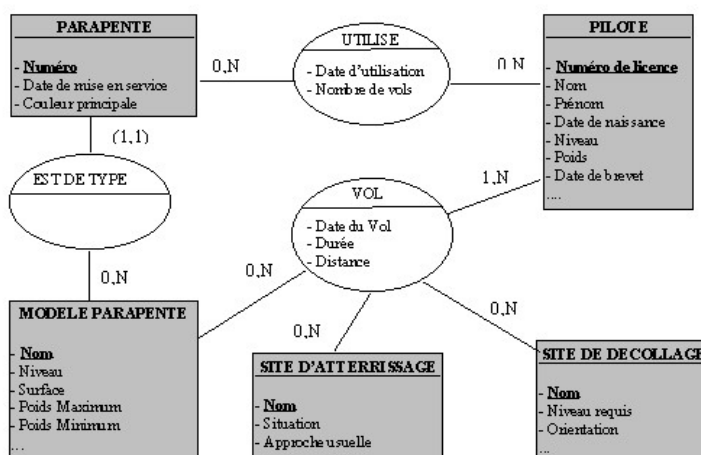 PARAPENTE
- Numéro
- Date de mise en service
- Couleur principale
0,N
UTILISE
- Date d'utilisation
- Nombre de vols
0 N
PILOTE
- Numéro de licence
- Nom
- Prénom
- Date de naissance
- Niveau
- Poids
- Date de brevet
....
(1,1)
EST DE TYPE
0,N
VOL
- Date du Vol
- Durée
- Distance
1,N
0,N
0,N
0,N
MODELE PARAPENTE
- Nom
- Niveau
- Surface
- Poids Maximum
- Poids Minimum
...
SITE D'ATTERRISSAGE
- Nom
- Situation
- Approche usuelle
SITE DE DECOLLAGE
- Nom
- Niveau requis
- Orientation
...